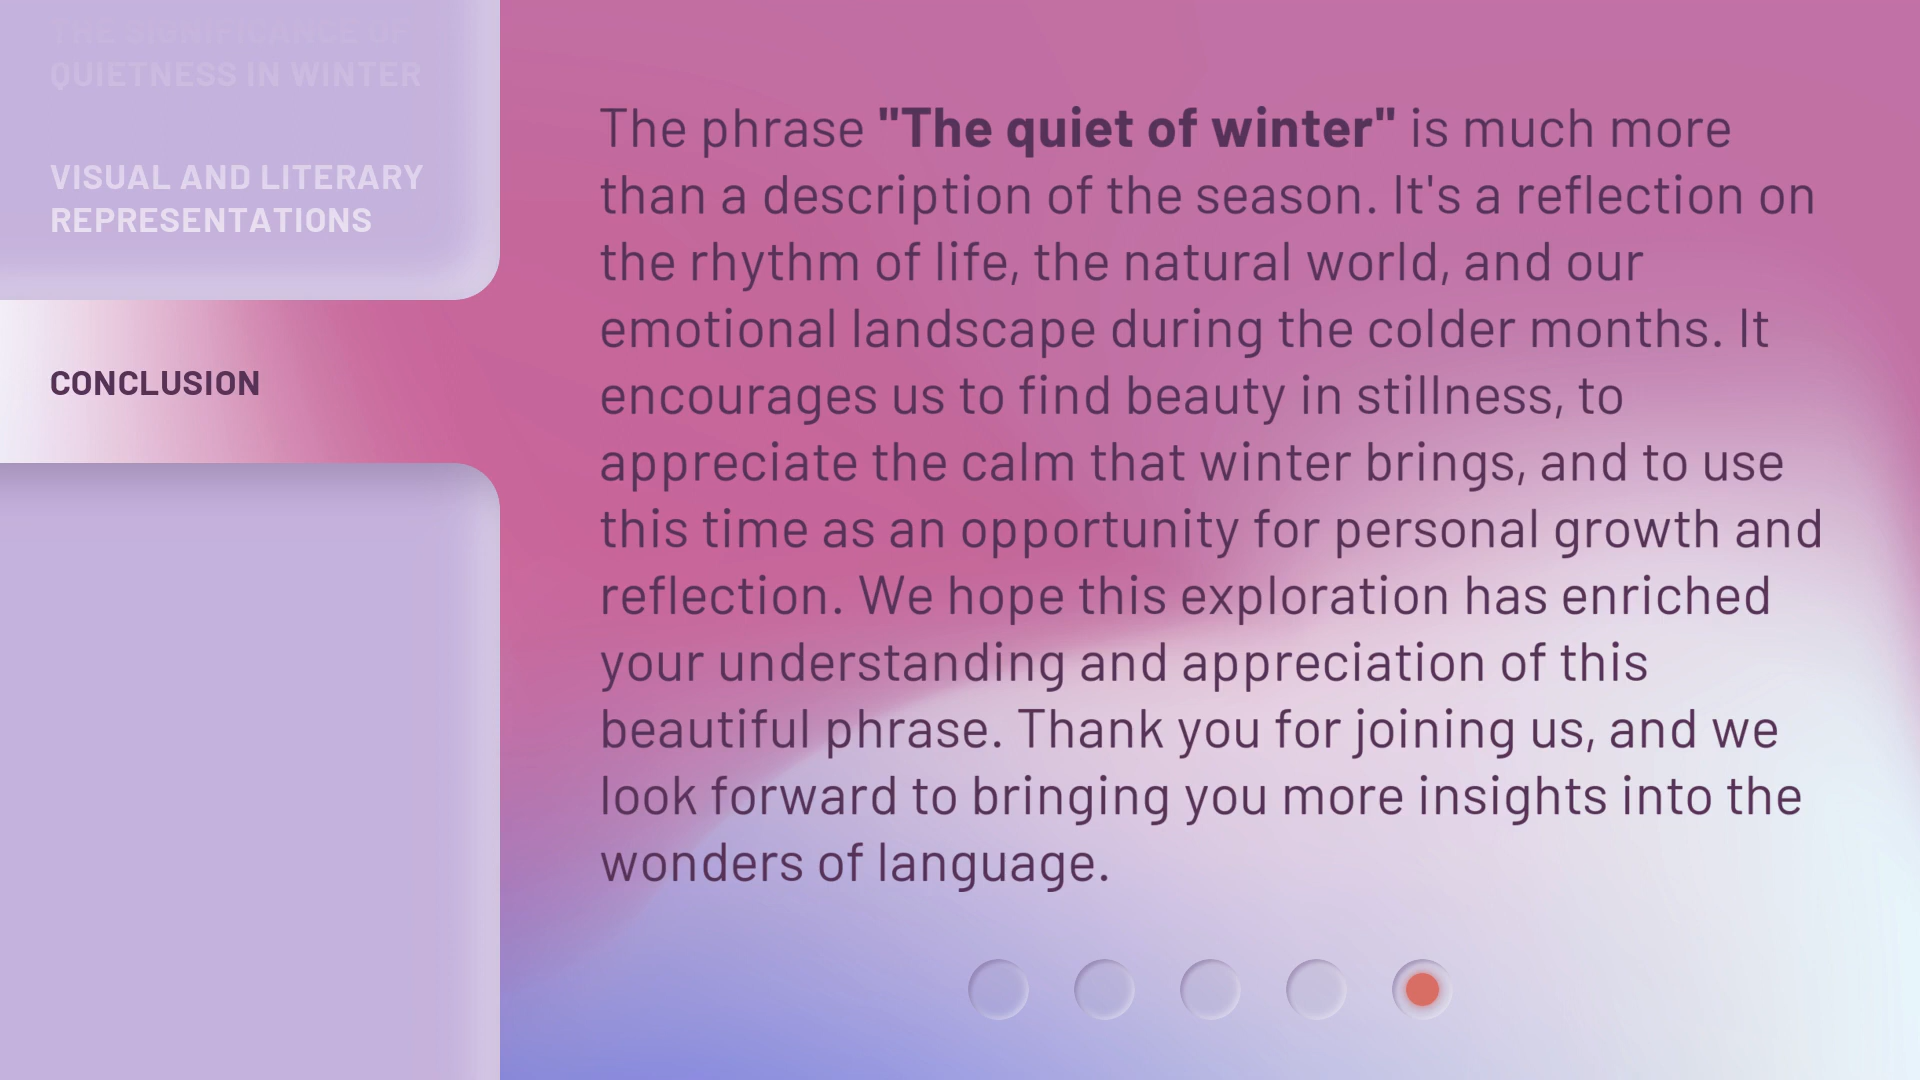 THE SIGNIFICANCE OF
QUIETNESS IN WINTER
VISUAL AND LITERARY
REPRESENTATIONS
CONCLUSION
The phrase "The quiet of winter" is much more
than a description of the season. It's a reflection on
the rhythm of life, the natural world, and our
emotional landscape during the colder months. It
encourages us to find beauty in stillness, to
appreciate the calm that winter brings, and to use
this time as an opportunity for personal growth and
reflection. We hope this exploration has enriched
your understanding and appreciation of this
beautiful phrase. Thank you for joining us, and we
look forward to bringing you more insights into the
wonders of language.